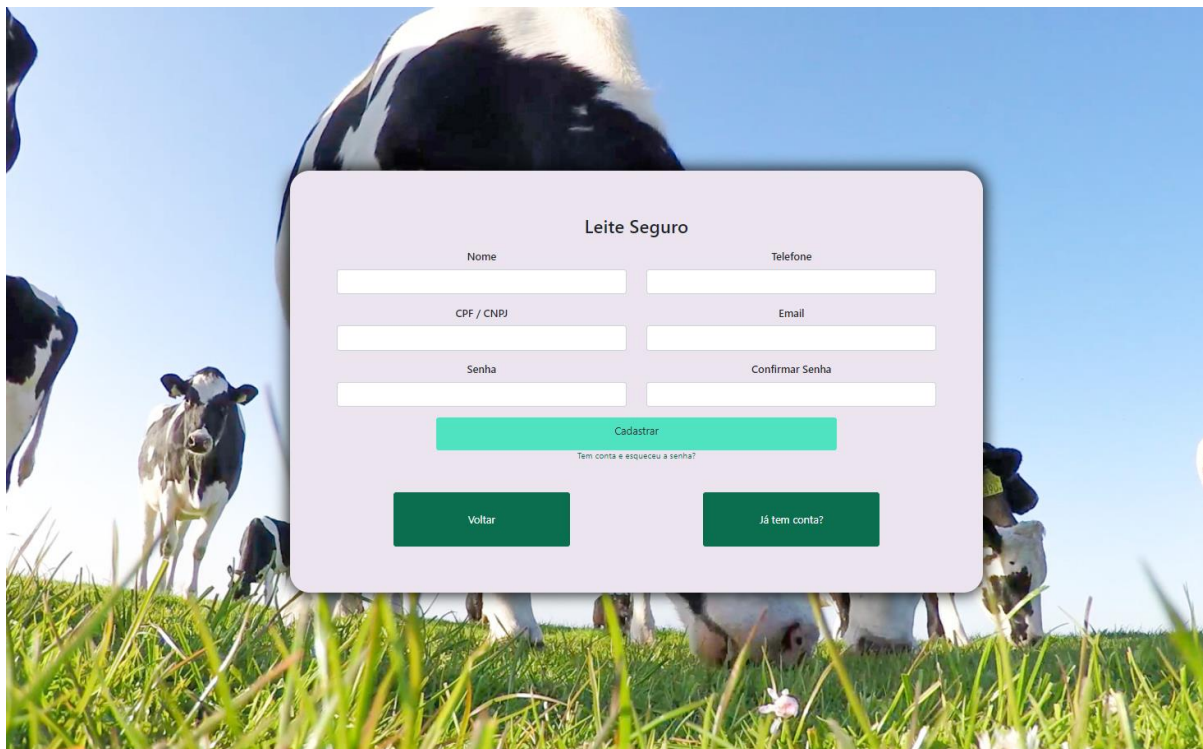 Leite Seguro
Nome
Telefone
CPF / CNPJ
Email
Senha
Confirmar Senha
Cadastrar
Tem conta e esqueceu a senha?
Voltar
Já tem conta?